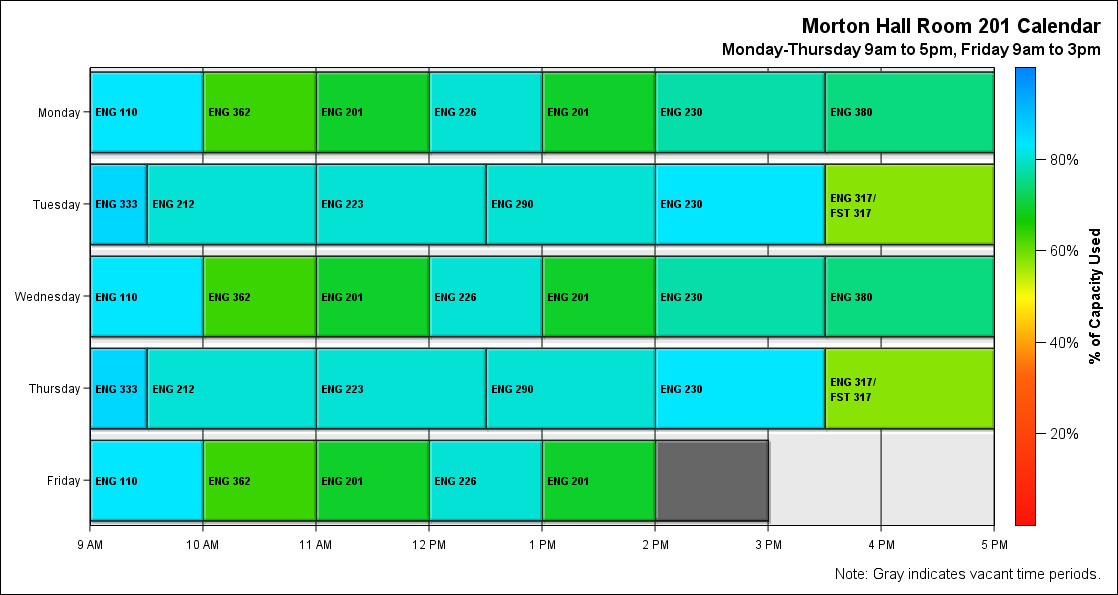 Morton Hall Room 201 Calendar
Monday-Thursday 9am to 5pm, Friday 9am to 3pm
Monday
ENG 110
ENG 362
ENG 201
ENG 226
ENG 201
ENG 230
ENG 380
Tuesday
ENG 333
ENG 212
ENG 223
ENG 290
ENG 230
ENG 317/
FST 317
Wednesday
ENG 110
ENG 362
ENG 201
ENG 226
ENG 201
ENG 230
ENG 380
Thursday
ENG 333
ENG 212
ENG 223
ENG 290
ENG 230
ENG 317/
FST 317
Friday
ENG 110
ENG 362
ENG 201
ENG 226
ENG 201
9 AM
10 AM
11 AM
12 PM
1 PM
2 PM
3 PM
4 PM
5 PM
80%
60%
40%
20%
% of Capacity Used
Note: Gray indicates vacant time periods.